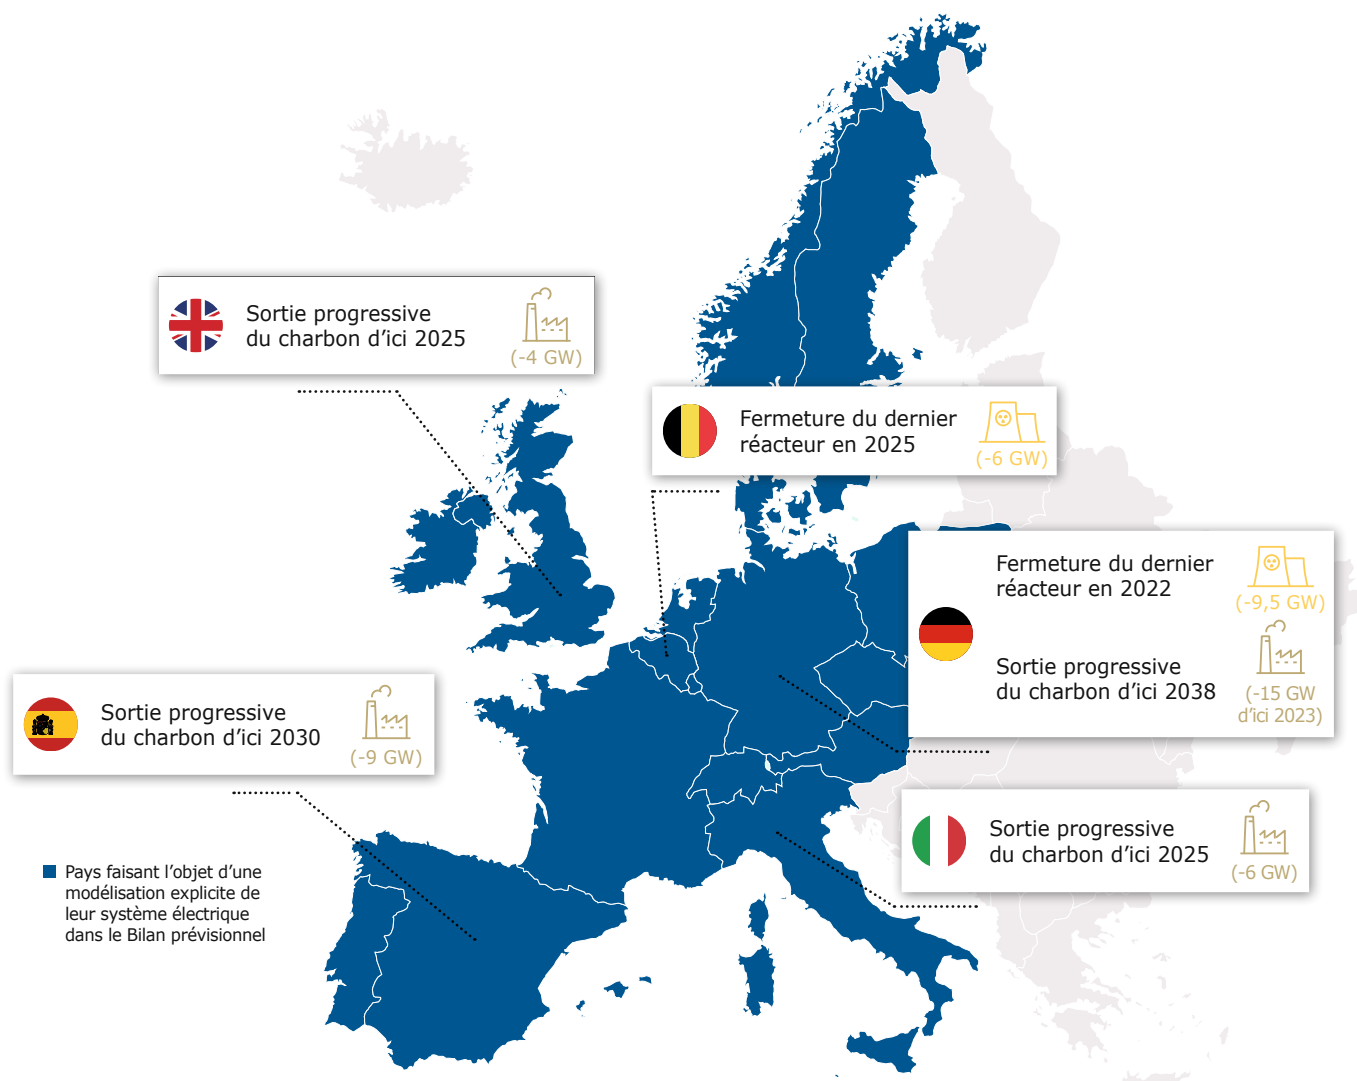 Sortie progressive
du charbon d’ici 2025
(-4 GW)
Fermeture du dernier
réacteur en 2025
(-6 GW)
Fermeture du dernier
réacteur en 2022
(-9,5 GW)
Sortie progressive
du charbon d’ici 2038
(-15 GW
d’ici 2023)
Sortie progressive
du charbon d’ici 2030
(-9 GW)
Sortie progressive
du charbon d’ici 2025
(-6 GW)
Pays faisant l’objet d’une
modélisation explicite de
leur système électrique
dans le Bilan prévisionnel